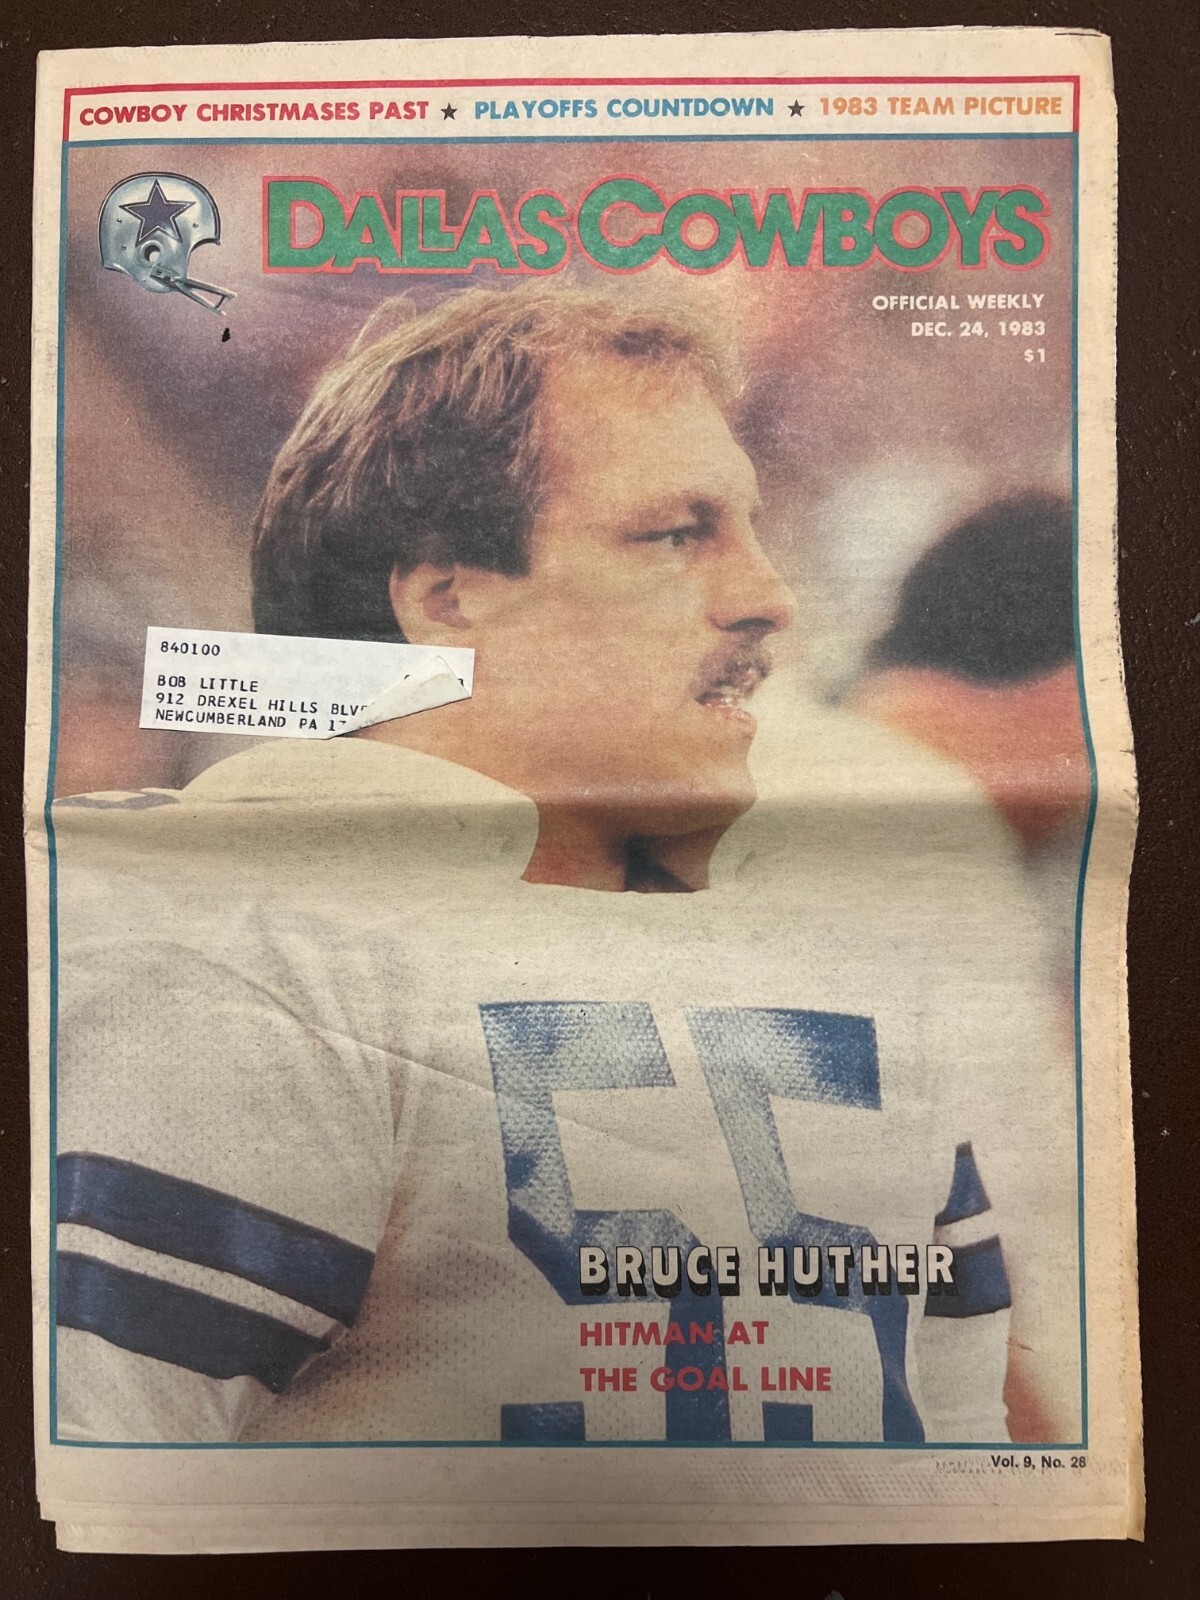 COWBOY CHRISTMASES PAST ★ PLAYOFFS COUNTDOWN ★ 1983 TEAM PICTURE
DALLAS COWBOYS
OFFICIAL WEEKLY
DEC. 24, 1983
$1
840100
BOB LITTLE
912 DREXEL HILLS
NEWCUMBERLAND PA
55
BRUCE HUTHER
HITMAN AT
THE GOAL LINE
Vol. 9, No. 28